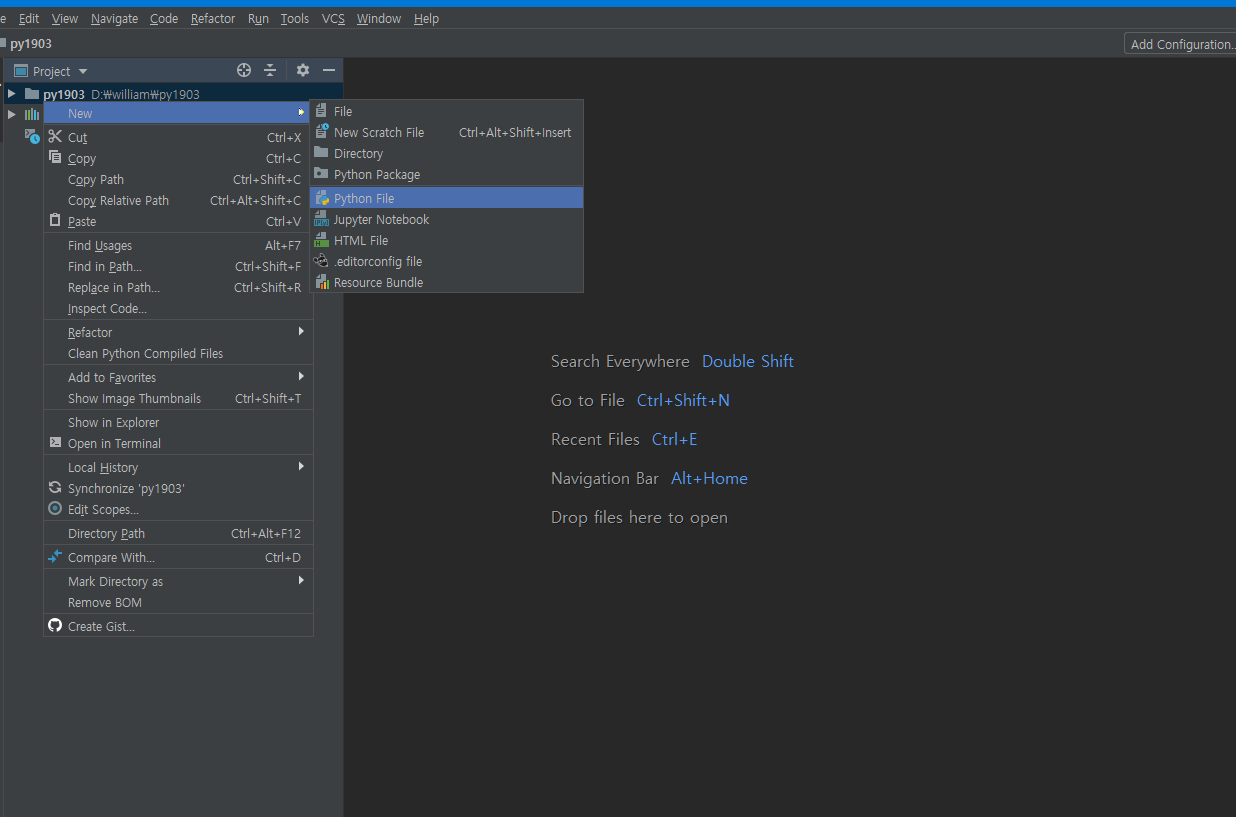 e Edit View Navigate Code Refactor Run Tools VCS Window Help
py1903
Add Configuration..
Project
py1903 D:₩william₩py1903
New
Cut Ctrl+X
Copy Ctrl+C
Copy Path Ctrl+Shift+C
Copy Relative Path Ctrl+Alt+Shift+C
Paste Ctrl+V
Find Usages Alt+F7
Find in Path... Ctrl+Shift+F
Replace in Path... Ctrl+Shift+R
Inspect Code...
Refactor
Clean Python Compiled Files
Add to Favorites
Show Image Thumbnails Ctrl+Shift+T
Show in Explorer
Open in Terminal
Local History
Synchronize 'py1903'
Edit Scopes...
Directory Path Ctrl+Alt+F12
Compare With... Ctrl+D
Mark Directory as
Remove BOM
Create Gist...
File
New Scratch File Ctrl+Alt+Shift+Insert
Directory
Python Package
Python File
Jupyter Notebook
HTML File
.editorconfig file
Resource Bundle
Search Everywhere Double Shift
Go to File Ctrl+Shift+N
Recent Files Ctrl+E
Navigation Bar Alt+Home
Drop files here to open